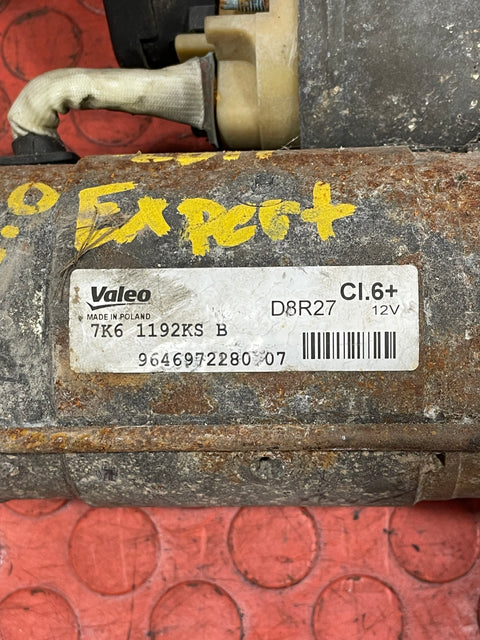 Expert
Valeo
MADE IN POLAND
D8R27
Cl.6+
12V
7K6 1192KS B
9646972280 07